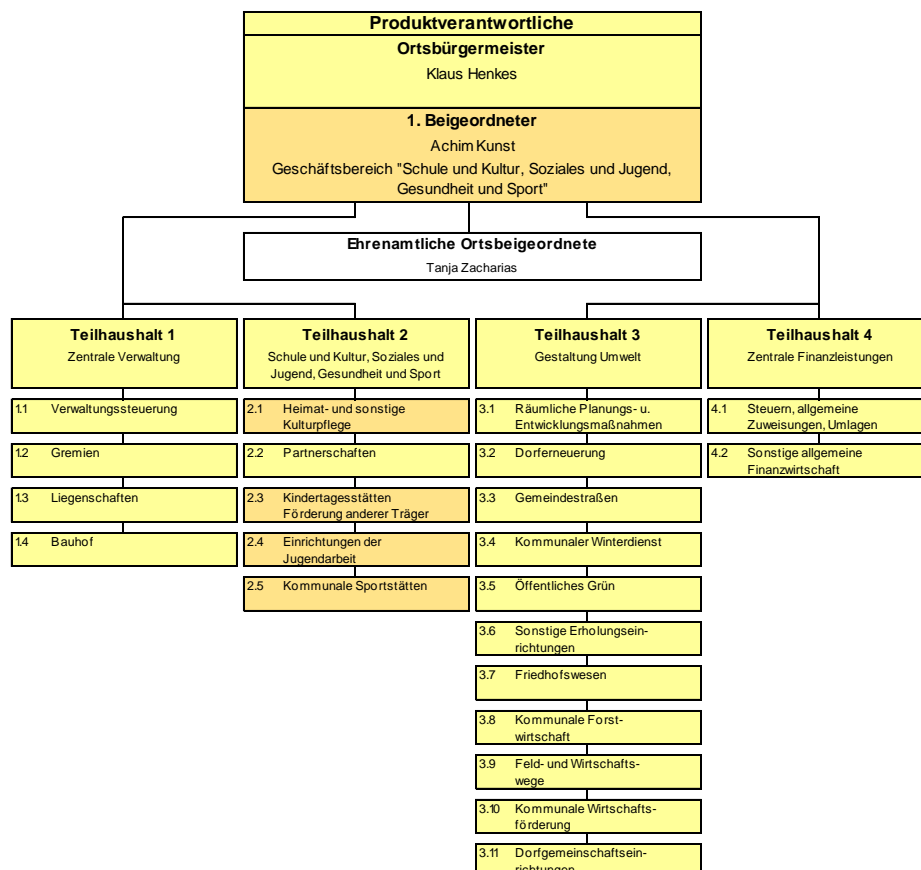 Produktverantwortliche
Ortsbürgermeister
Klaus Henkes
1. Beigeordneter
Achim Kunst
Geschäftsbereich "Schule und Kultur, Soziales und Jugend,
Gesundheit und Sport"
Ehrenamtliche Ortsbeigeordnete
Tanja Zacharias
Teilhaushalt 1
Zentrale Verwaltung
1.1 Verwaltungssteuerung
1.2 Gremien
1.3 Liegenschaften
1.4 Bauhof
Teilhaushalt 2
Schule und Kultur, Soziales und
Jugend, Gesundheit und Sport
2.1 Heimat- und sonstige
Kulturpflege
2.2 Partnerschaften
2.3 Kindertagesstätten
Förderung anderer Träger
2.4 Einrichtungen der
Jugendarbeit
2.5 Kommunale Sportstätten
Teilhaushalt 3
Gestaltung Umwelt
3.1 Räumliche Planungs- u.
Entwicklungsmaßnahmen
3.2 Dorferneuerung
3.3 Gemeindestraßen
3.4 Kommunaler Winterdienst
3.5 Öffentliches Grün
3.6 Sonstige Erholungsein-
richtungen
3.7 Friedhofswesen
3.8 Kommunale Forst-
wirtschaft
3.9 Feld- und Wirtschafts-
wege
3.10 Kommunale Wirtschafts-
förderung
3.11 Dorfgemeinschaftsein-
richtungen
Teilhaushalt 4
Zentrale Finanzleistungen
4.1 Steuern, allgemeine
Zuweisungen, Umlagen
4.2 Sonstige allgemeine
Finanzwirtschaft